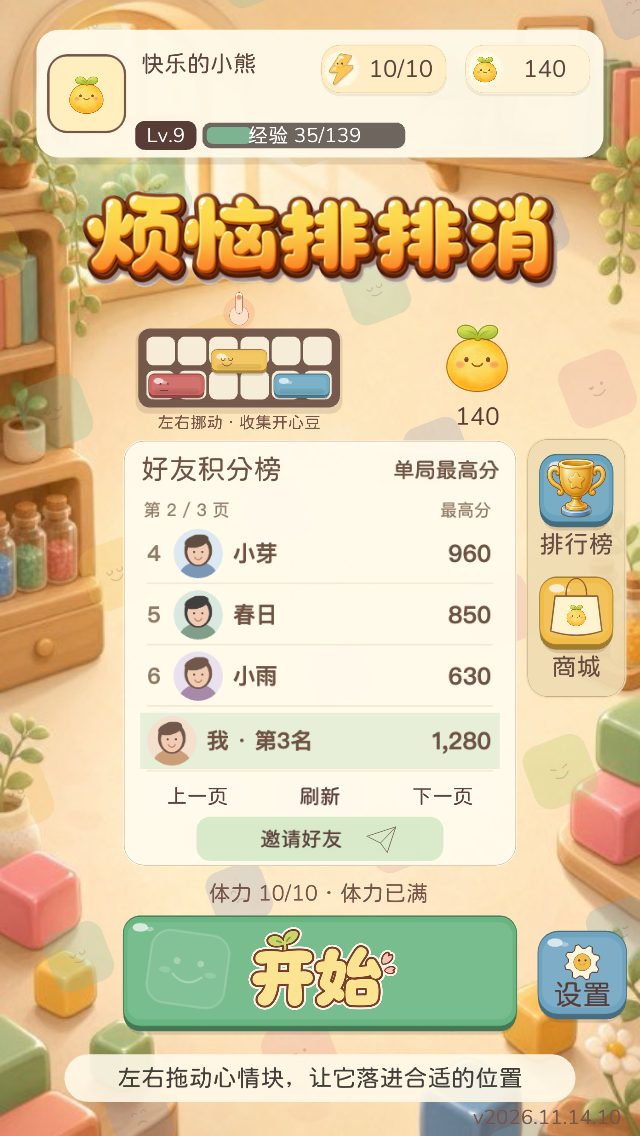 快乐的小熊
10/10
140
Lv.9
经验 35/139
烦恼排排消
左右挪动 · 收集开心豆
140
好友积分榜
单局最高分
第 2 / 3 页
最高分
4 小芽 960
5 春日 850
6 小雨 630
我 · 第3名 1,280
上一页 刷新 下一页
邀请好友
排行榜
商城
体力 10/10 · 体力已满
开始
设置
左右拖动心情块，让它落进合适的位置
v2026.11.14.10